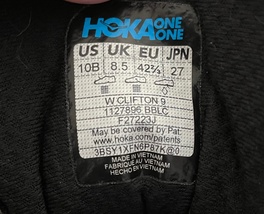 HOKA ONE ONE
US UK EU JPN
10B 8.5 42⅔ 27
W CLIFTON 9
1127896 BBLC
F27223J
May be covered by Pat.
www.hoka.com/patents
3BSY1XFN6P87K@0
MADE IN VIETNAM
FABRIQUÉ AU VIETNAM
HECHO EN VIETNAM